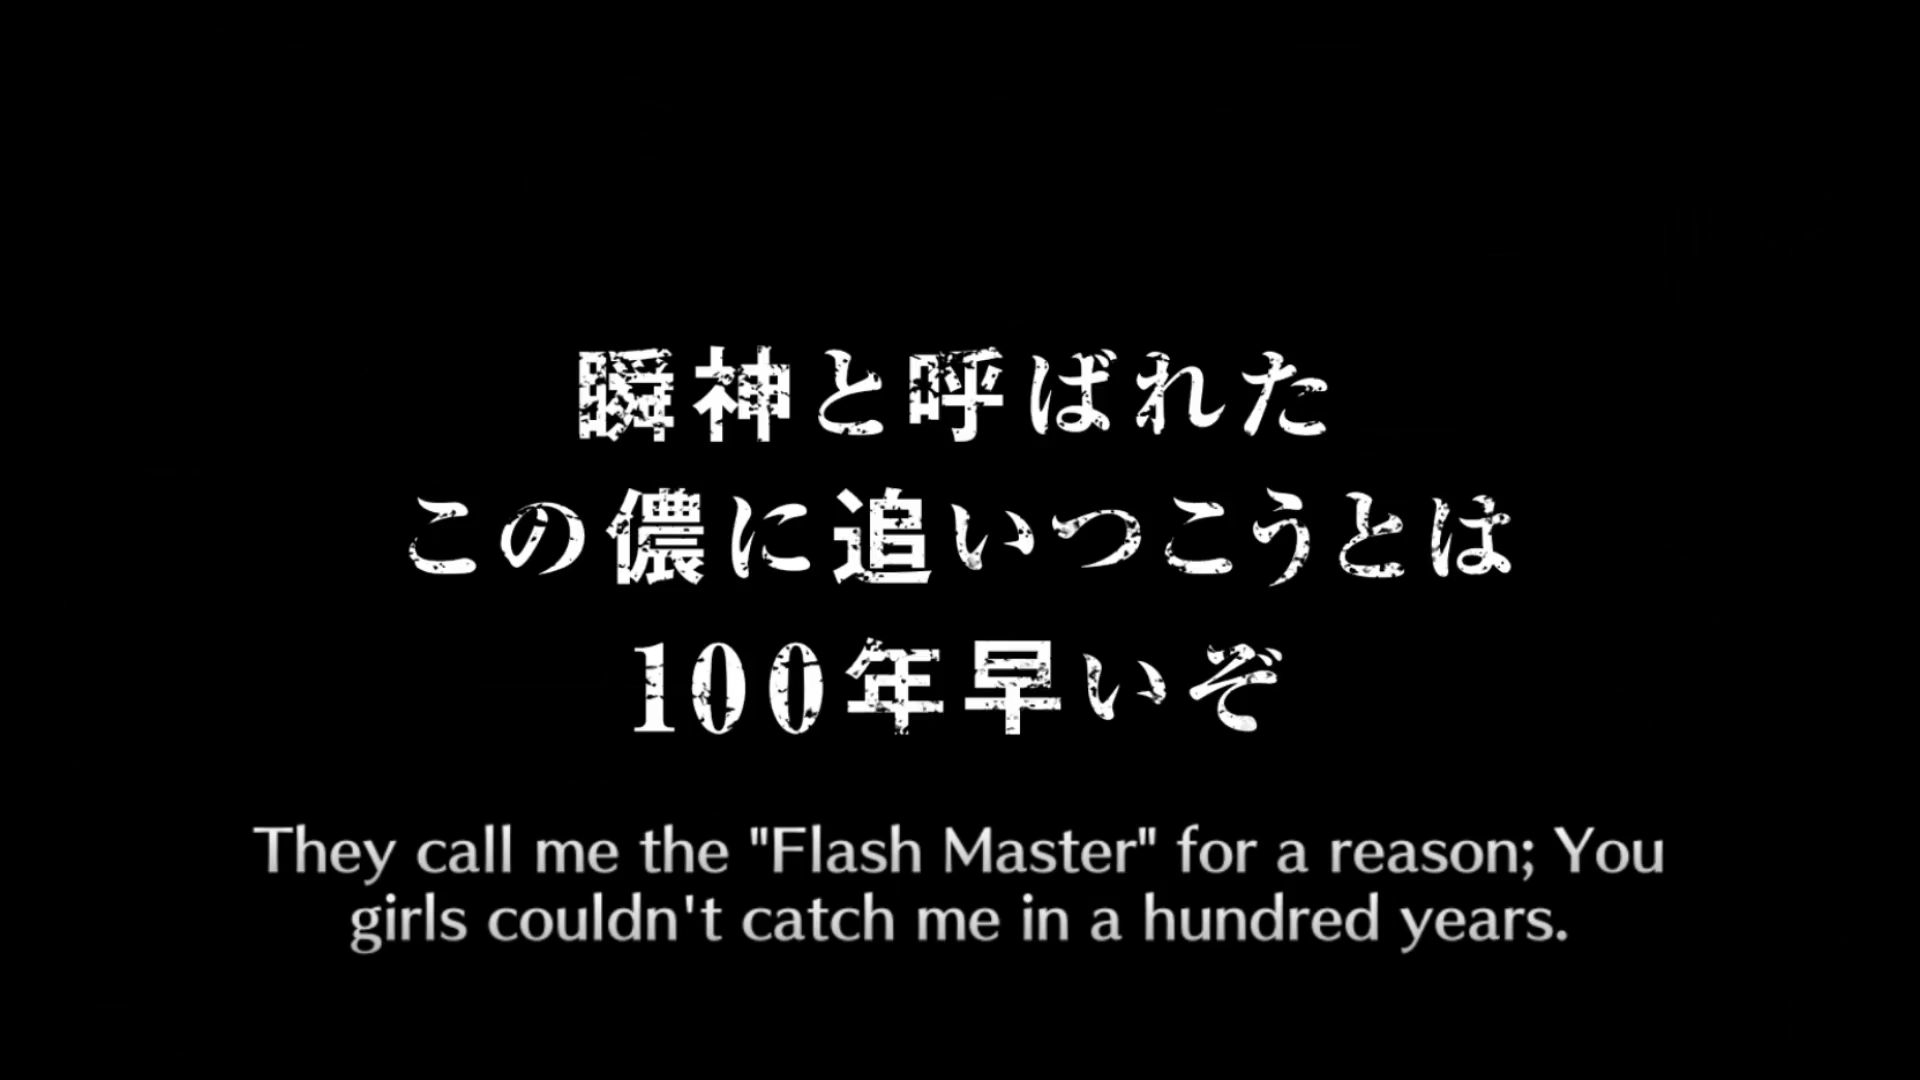 瞬神と呼ばれた
この儂に追いつこうとは
100年早いぞ
They call me the "Flash Master" for a reason; You
girls couldn't catch me in a hundred years.